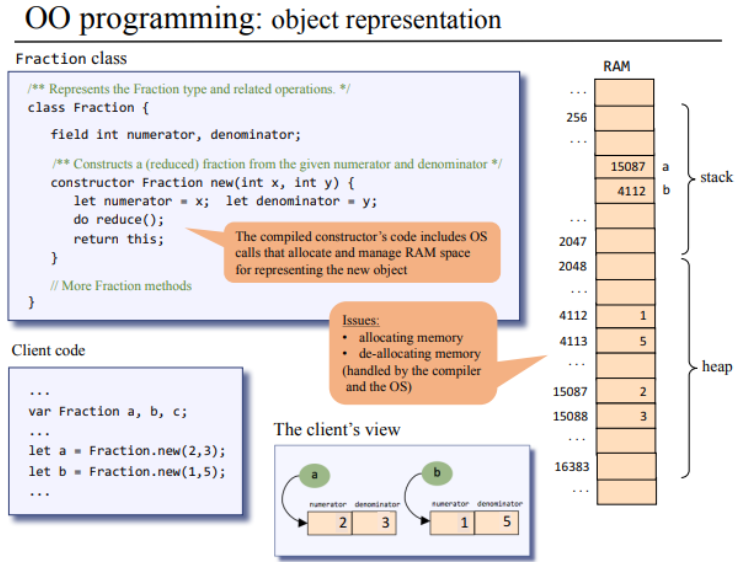 OO programming: object representation
Fraction class
/** Represents the Fraction type and related operations. */
class Fraction {
field int numerator, denominator;
/** Constructs a (reduced) fraction from the given numerator and denominator */
constructor Fraction new(int x, int y) {
let numerator = x;  let denominator = y;
do reduce();
return this;
}
// More Fraction methods
}
The compiled constructor's code includes OS
calls that allocate and manage RAM space
for representing the new object
Issues:
• allocating memory
• de-allocating memory
(handled by the compiler
and the OS)
Client code
...
var Fraction a, b, c;
...
let a = Fraction.new(2,3);
let b = Fraction.new(1,5);
...
The client's view
a
numerator denominator
2 3
b
numerator denominator
1 5
RAM
...
256
...
15087 a
4112 b
...
2047
2048
...
4112 1
4113 5
...
15087 2
15088 3
...
16383
...
stack
heap